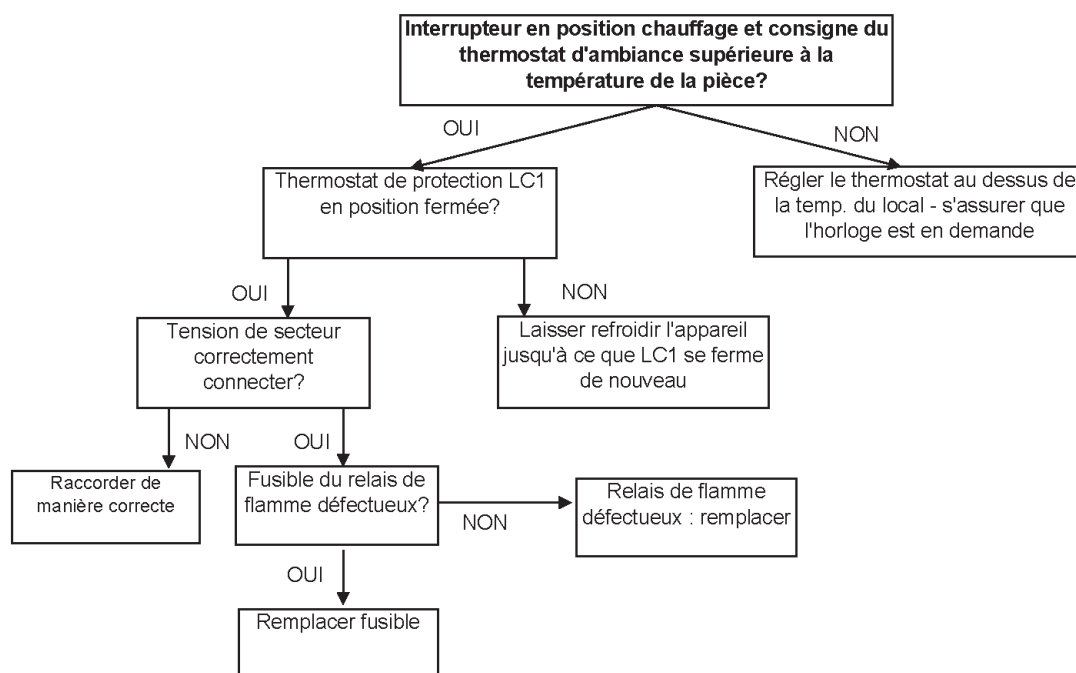 Interrupteur en position chauffage et consigne du
thermostat d'ambiance supérieure à la
température de la pièce?
OUI
NON
Thermostat de protection LC1
en position fermée?
Régler le thermostat au dessus de
la temp. du local - s'assurer que
l'horloge est en demande
OUI
NON
Tension de secteur
correctement
connecter?
Laisser refroidir l'appareil
jusqu'à ce que LC1 se ferme
de nouveau
NON
OUI
Raccorder de
manière correcte
Fusible du relais de
flamme défectueux?
NON
Relais de flamme
défectueux : remplacer
OUI
Remplacer fusible